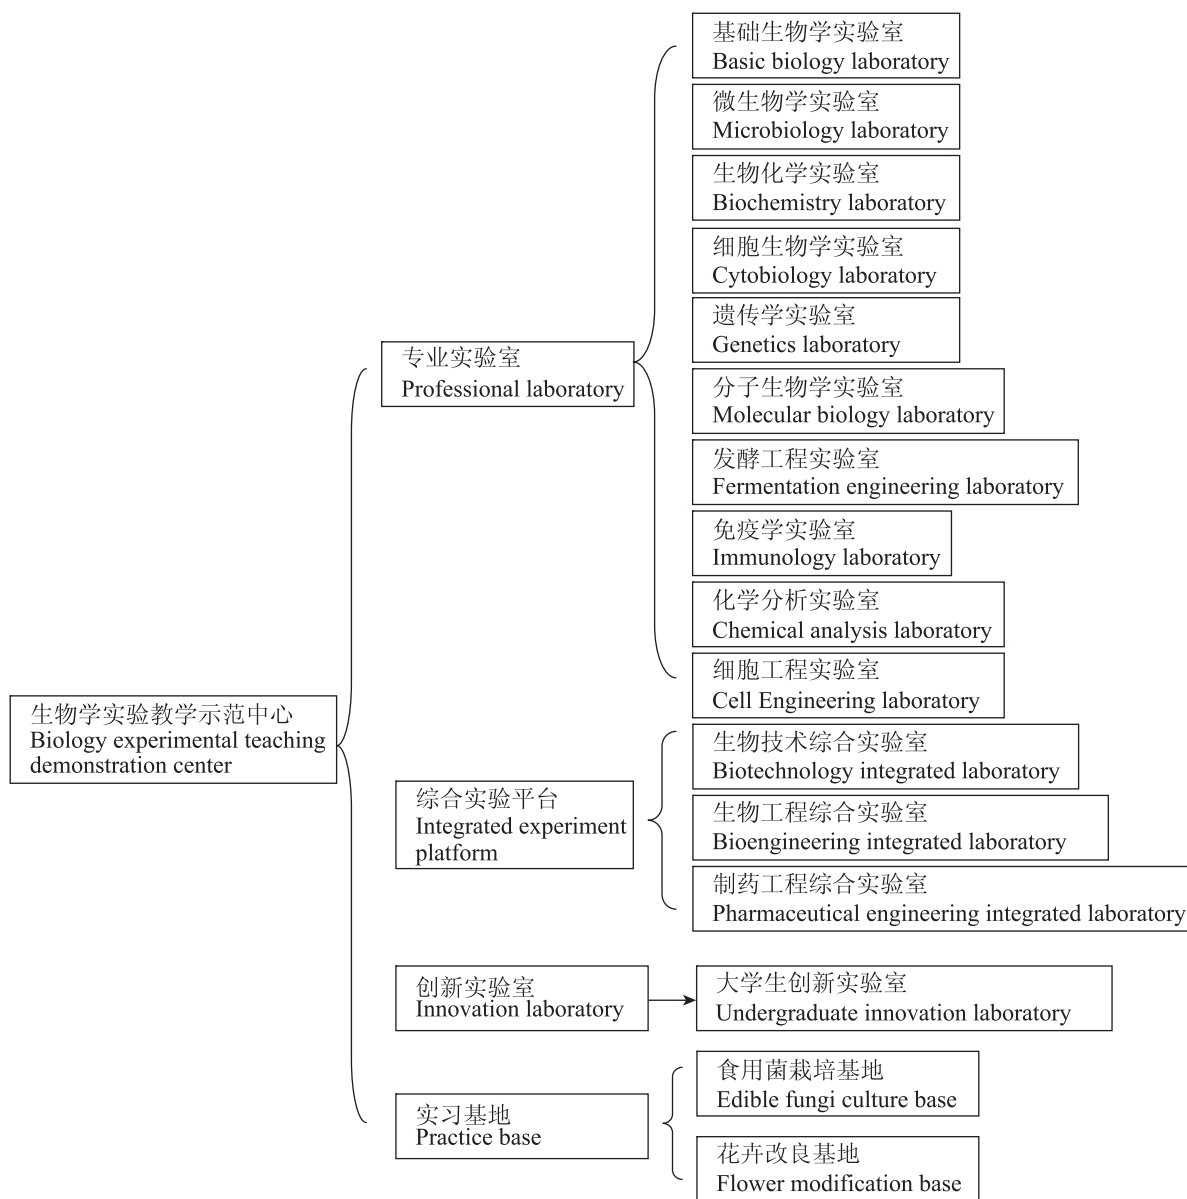 基础生物学实验室
Basic biology laboratory
微生物学实验室
Microbiology laboratory
生物化学实验室
Biochemistry laboratory
细胞生物学实验室
Cytobiology laboratory
遗传学实验室
Genetics laboratory
专业实验室
Professional laboratory
分子生物学实验室
Molecular biology laboratory
发酵工程实验室
Fermentation engineering laboratory
免疫学实验室
Immunology laboratory
化学分析实验室
Chemical analysis laboratory
细胞工程实验室
Cell Engineering laboratory
生物学实验教学示范中心
Biology experimental teaching
demonstration center
生物技术综合实验室
Biotechnology integrated laboratory
综合实验平台
Integrated experiment
platform
生物工程综合实验室
Bioengineering integrated laboratory
制药工程综合实验室
Pharmaceutical engineering integrated laboratory
创新实验室
Innovation laboratory
大学生创新实验室
Undergraduate innovation laboratory
食用菌栽培基地
Edible fungi culture base
实习基地
Practice base
花卉改良基地
Flower modification base